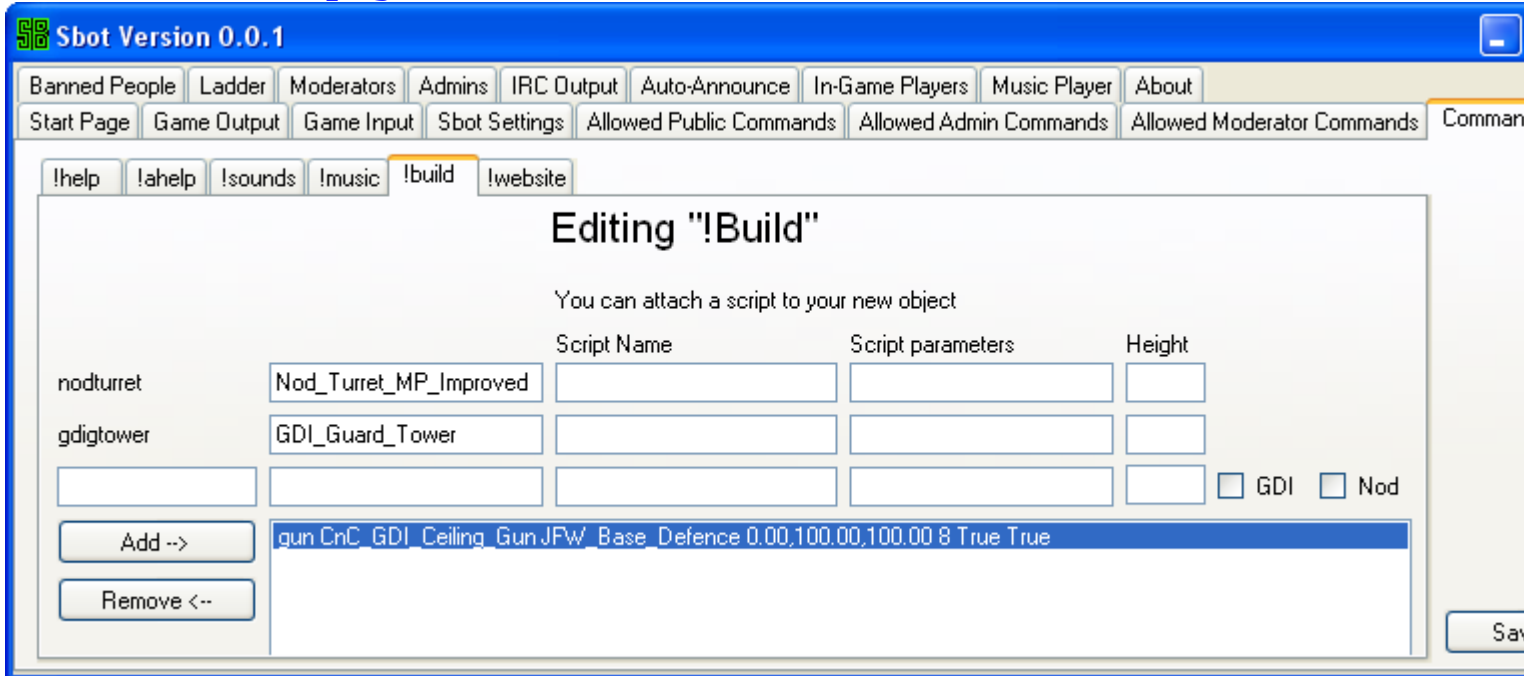 Sbot Version 0.0.1
Banned People Ladder Moderators Admins IRC Output Auto-Announce In-Game Players Music Player About
Start Page Game Output Game Input Sbot Settings Allowed Public Commands Allowed Admin Commands Allowed Moderator Commands Comman
!help !ahelp !sounds !music !build !website
Editing "!Build"
You can attach a script to your new object
Script Name Script parameters Height
nodturret Nod_Turret_MP_Improved
gdigtower GDI_Guard_Tower
GDI Nod
Add --> gun CnC_GDI_Ceiling_Gun JFW_Base_Defence 0.00,100.00,100.00 8 True True
Remove <--
Sav